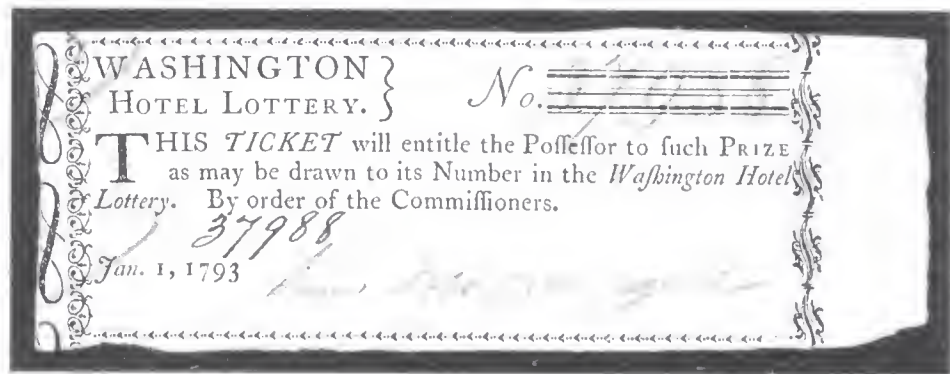 WASHINGTON
HOTEL LOTTERY. } No.
THIS TICKET will entitle the Poſſeſſor to ſuch PRIZE
as may be drawn to its Number in the Waſhington Hotel
Lottery. By order of the Commiſſioners.
37988
Jan. 1, 1793